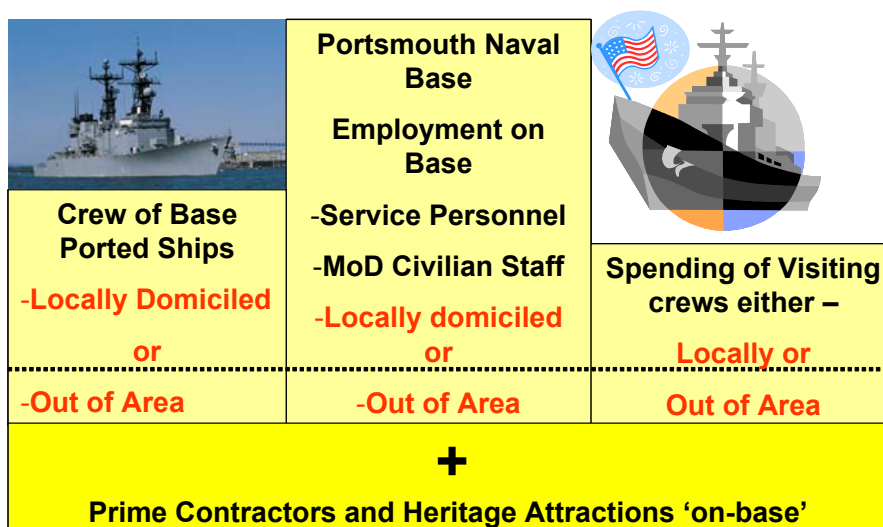 Crew of Base
Ported Ships
-Locally Domiciled
or
-Out of Area
Portsmouth Naval
Base
Employment on
Base
-Service Personnel
-MoD Civilian Staff
-Locally domiciled
or
-Out of Area
Spending of Visiting
crews either –
Locally or
Out of Area
+
Prime Contractors and Heritage Attractions ‘on-base’